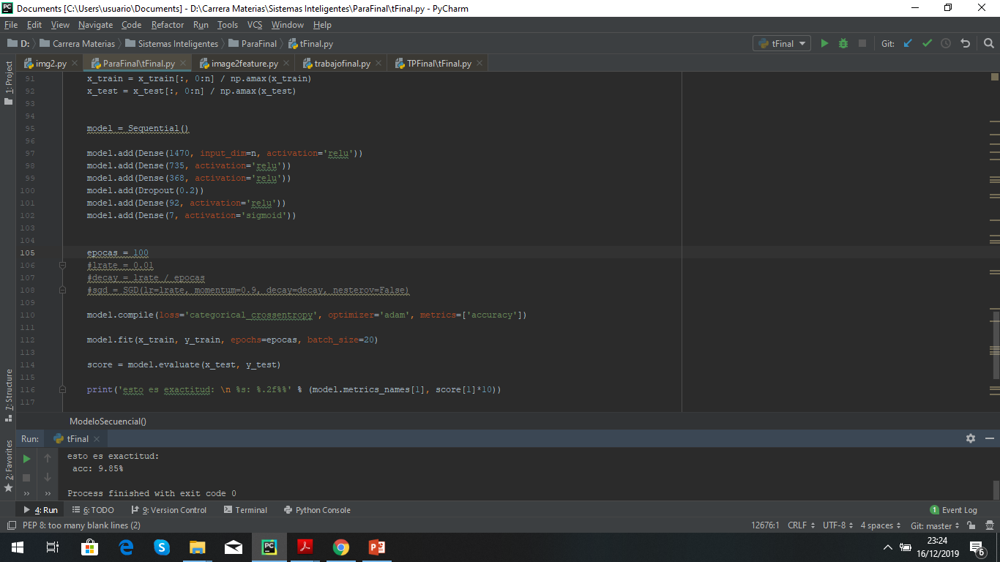 Documents [C:\Users\usuario\Documents] - D:\Carrera Materias\Sistemas Inteligentes\ParaFinal\tFinal.py - PyCharm
File Edit View Navigate Code Refactor Run Tools VCS Window Help
D: Carrera Materias Sistemas Inteligentes ParaFinal tFinal.py tFinal Git:
img2.py ParaFinal\tFinal.py image2feature.py trabajofinal.py TPFinal\tFinal.py
1: Project
91 x_train = x_train[:, 0:n] / np.amax(x_train)
92 x_test = x_test[:, 0:n] / np.amax(x_test)
93
94
95 model = Sequential()
96
97 model.add(Dense(1470, input_dim=n, activation='relu'))
98 model.add(Dense(735, activation='relu'))
99 model.add(Dense(368, activation='relu'))
100 model.add(Dropout(0.2))
101 model.add(Dense(92, activation='relu'))
102 model.add(Dense(7, activation='sigmoid'))
103
104
105 epocas = 100
106 #lrate = 0.01
107 #decay = lrate / epocas
108 #sgd = SGD(lr=lrate, momentum=0.9, decay=decay, nesterov=False)
109
110 model.compile(loss='categorical_crossentropy', optimizer='adam', metrics=['accuracy'])
111
112 model.fit(x_train, y_train, epochs=epocas, batch_size=20)
113
114 score = model.evaluate(x_test, y_test)
115
116 print('esto es exactitud: \n %s: %.2f%%' % (model.metrics_names[1], score[1]*10))
117
7: Structure
2: Favorites
ModeloSecuencial()
Run: tFinal
esto es exactitud:
acc: 9.85%
Process finished with exit code 0
4: Run 6: TODO 9: Version Control Terminal Python Console 1 Event Log
PEP 8: too many blank lines (2) 12676:1 CRLF UTF-8 4 spaces Git: master
23:24
16/12/2019
6